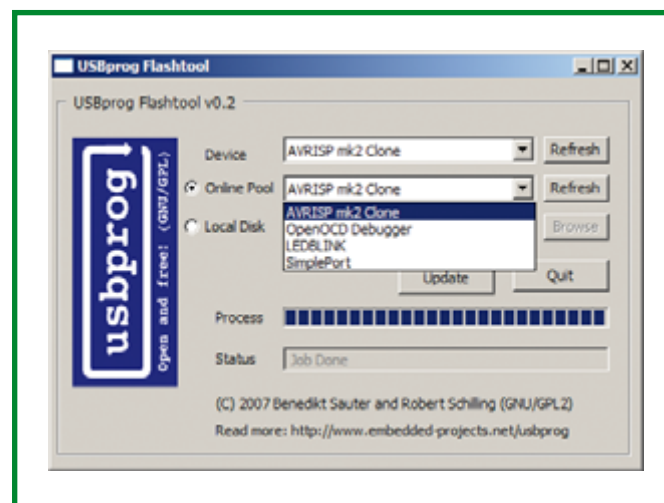 USBprog Flashtool
USBprog Flashtool v0.2
usbprog
Open and free: (GNU/GPL)
Device AVRISP mk2 Clone Refresh
Online Pool AVRISP mk2 Clone Refresh
AVRISP mk2 Clone
Local Disk Browse
OpenOCD Debugger
LEDBLINK
SimplePort
Update Quit
Process
Status Job Done
(C) 2007 Benedikt Sauter and Robert Schilling (GNU/GPL2)
Read more: http://www.embedded-projects.net/usbprog